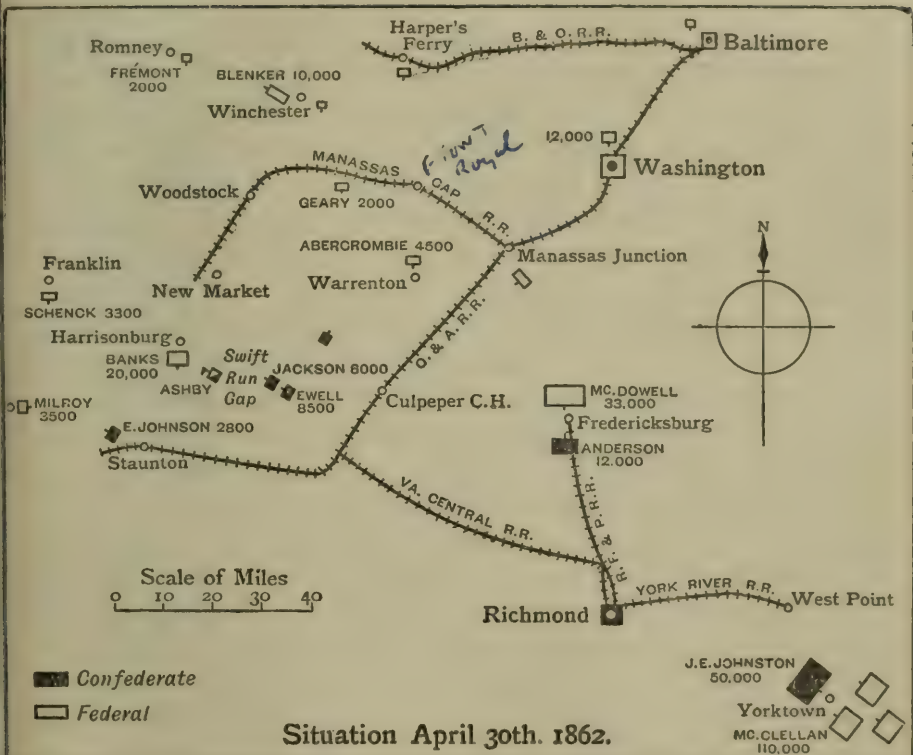 Romney
FRÉMONT
2000
BLENKER 10,000
Winchester
Harper's
Ferry
B. & O. R. R.
Baltimore
12,000
Washington
Front
Royal
MANASSAS GAP R.R.
Woodstock
GEARY 2000
ABERCROMBIE 4500
Warrenton
Manassas Junction
Franklin
SCHENCK 3300
New Market
Harrisonburg
BANKS
20,000
ASHBY
Swift
Run
Gap
JACKSON 6000
EWELL
8500
O. & A. R.R.
Culpeper C.H.
N
MILROY
3500
E. JOHNSON 2800
Staunton
MC. DOWELL
33,000
Fredericksburg
ANDERSON
12.000
VA. CENTRAL R.R.
R.F. & P. R.R.
Scale of Miles
0 10 20 30 40
Richmond
YORK RIVER R.R.
West Point
Confederate
Federal
J.E. JOHNSTON
50,000
Yorktown
MC. CLELLAN
110,000
Situation April 30th. 1862.